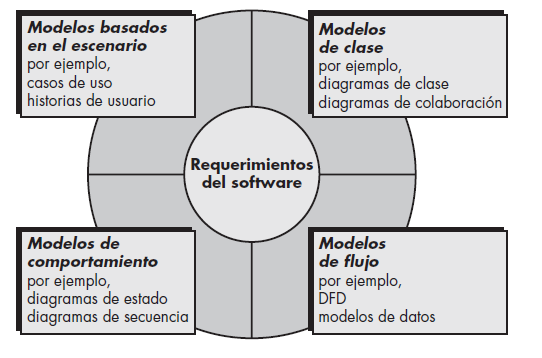 Modelos basados
en el escenario
por ejemplo,
casos de uso
historias de usuario
Modelos
de clase
por ejemplo,
diagramas de clase
diagramas de colaboración
Requerimientos
del software
Modelos de
comportamiento
por ejemplo,
diagramas de estado
diagramas de secuencia
Modelos
de flujo
por ejemplo,
DFD
modelos de datos